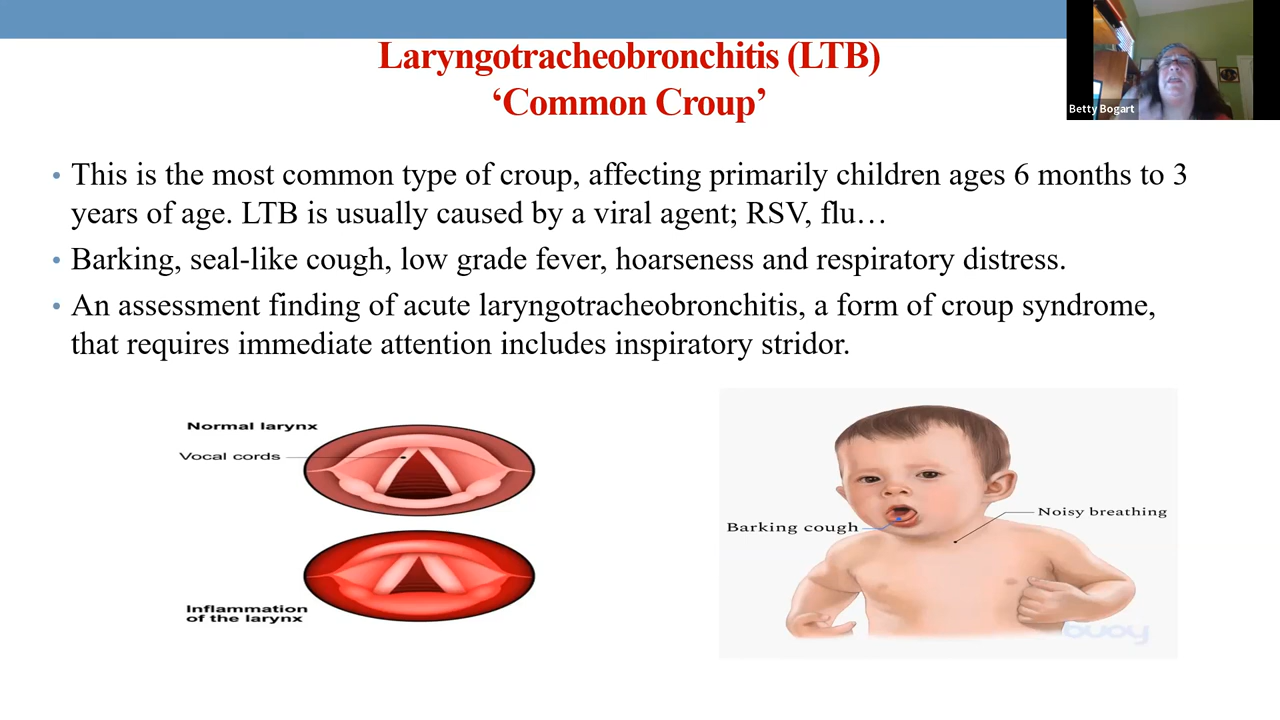 Laryngotracheobronchitis (LTB)
‘Common Croup’
Betty Bogart
• This is the most common type of croup, affecting primarily children ages 6 months to 3
years of age. LTB is usually caused by a viral agent; RSV, flu…
• Barking, seal-like cough, low grade fever, hoarseness and respiratory distress.
• An assessment finding of acute laryngotracheobronchitis, a form of croup syndrome,
that requires immediate attention includes inspiratory stridor.
Normal larynx
Vocal cords
Inflammation
of the larynx
Barking cough
Noisy breathing
buoy